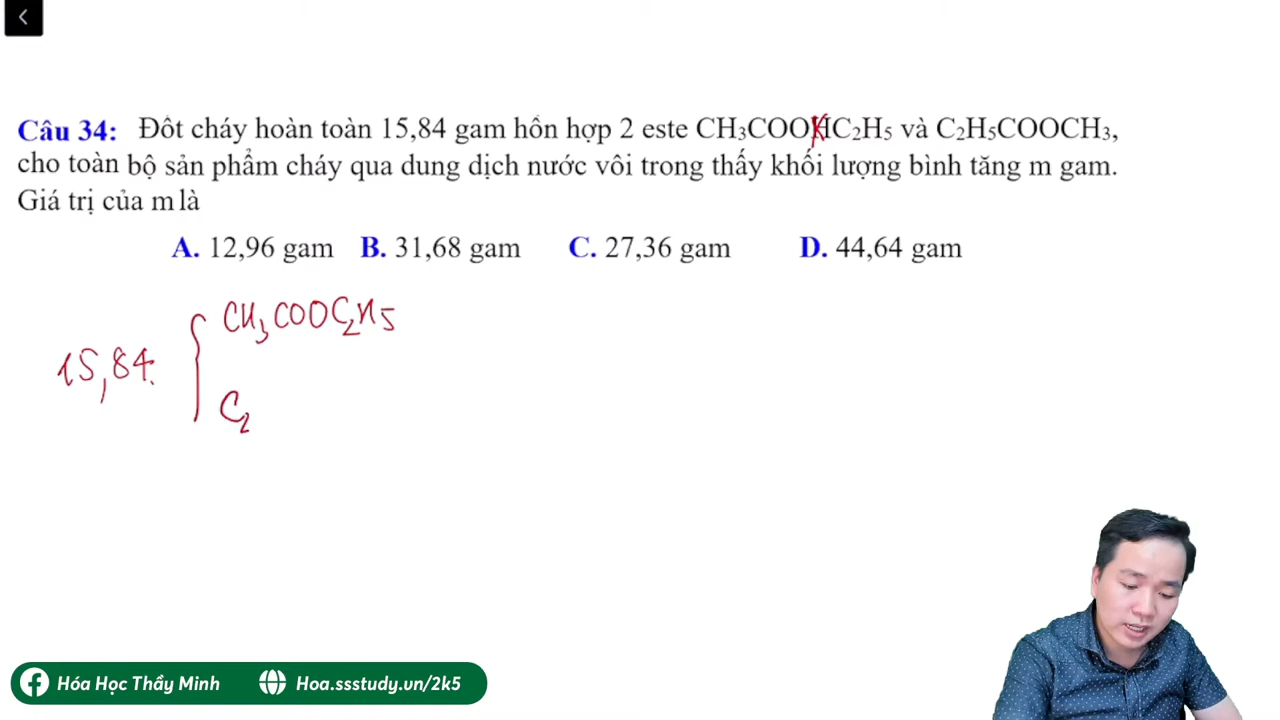 Câu 34: Đôt cháy hoàn toàn 15,84 gam hôn hợp 2 este CH₃COOHC₂H₅ và C₂H₅COOCH₃,
cho toàn bộ sản phẩm cháy qua dung dịch nước vôi trong thấy khối lượng bình tăng m gam.
Giá trị của m là
A. 12,96 gam B. 31,68 gam C. 27,36 gam D. 44,64 gam
CH₃COOC₂H₅
15,84
C₂
Hóa Học Thầy Minh Hoa.ssstudy.vn/2k5